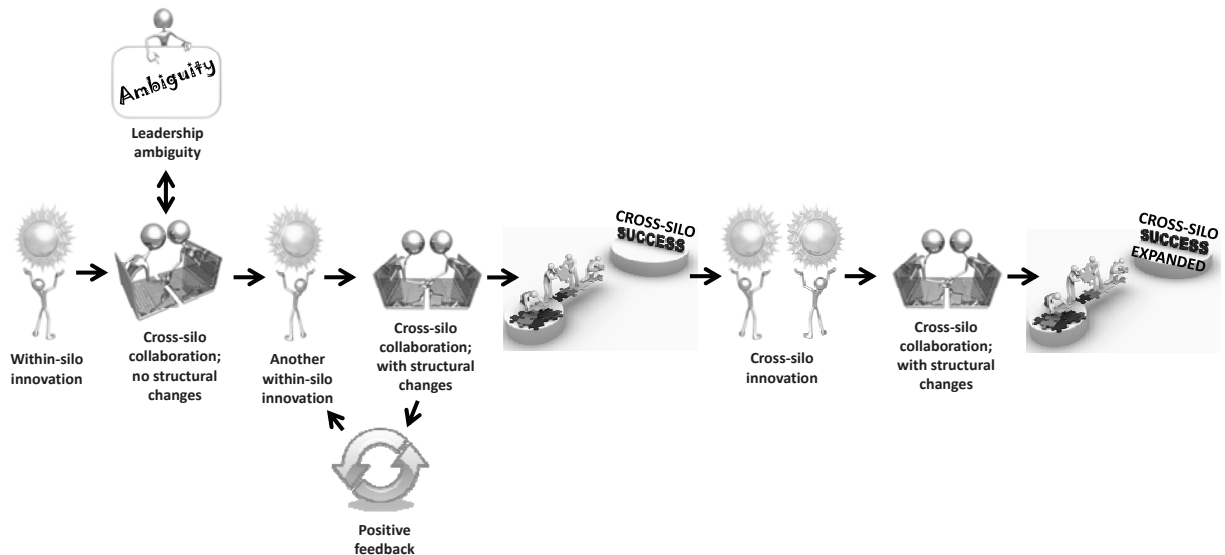 Ambiguity
Leadership
ambiguity
Within-silo
innovation
Cross-silo
collaboration;
no structural
changes
Another
within-silo
innovation
Cross-silo
collaboration;
with structural
changes
Positive
feedback
CROSS-SILO
SUCCESS
Cross-silo
innovation
Cross-silo
collaboration;
with structural
changes
CROSS-SILO
SUCCESS
EXPANDED